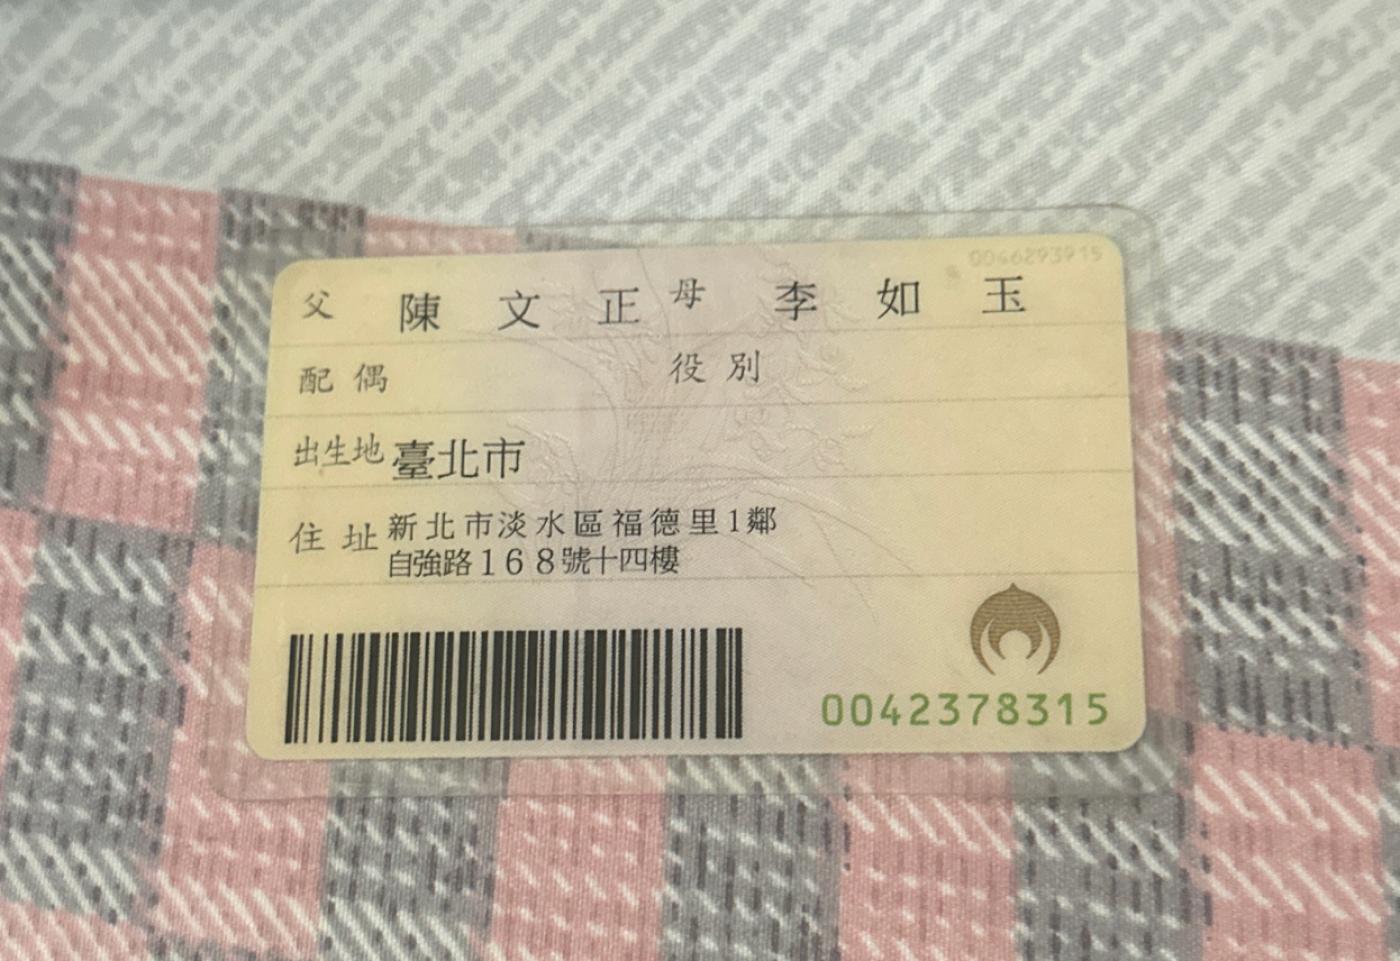 父 陳文正 母 李如玉
配偶 役別
出生地 臺北市
住址 新北市淡水區福德里1鄰
自強路168號十四樓
0042378315